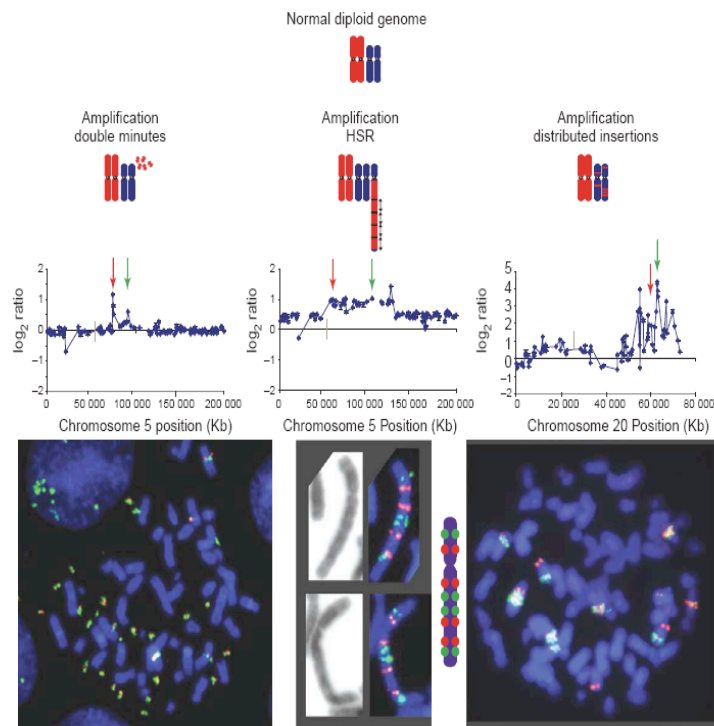 Normal diploid genome
Amplification
double minutes
Amplification
HSR
Amplification
distributed insertions
2
1
0
−1
−2
log2 ratio
0
50 000
100 000
150 000
200 000
Chromosome 5 position (Kb)
2
1
0
−1
−2
log2 ratio
0
50 000
100 000
150 000
200 000
Chromosome 5 Position (Kb)
5
4
3
2
1
0
−1
−2
log2 ratio
0
20 000
40 000
60 000
80 000
Chromosome 20 Position (Kb)